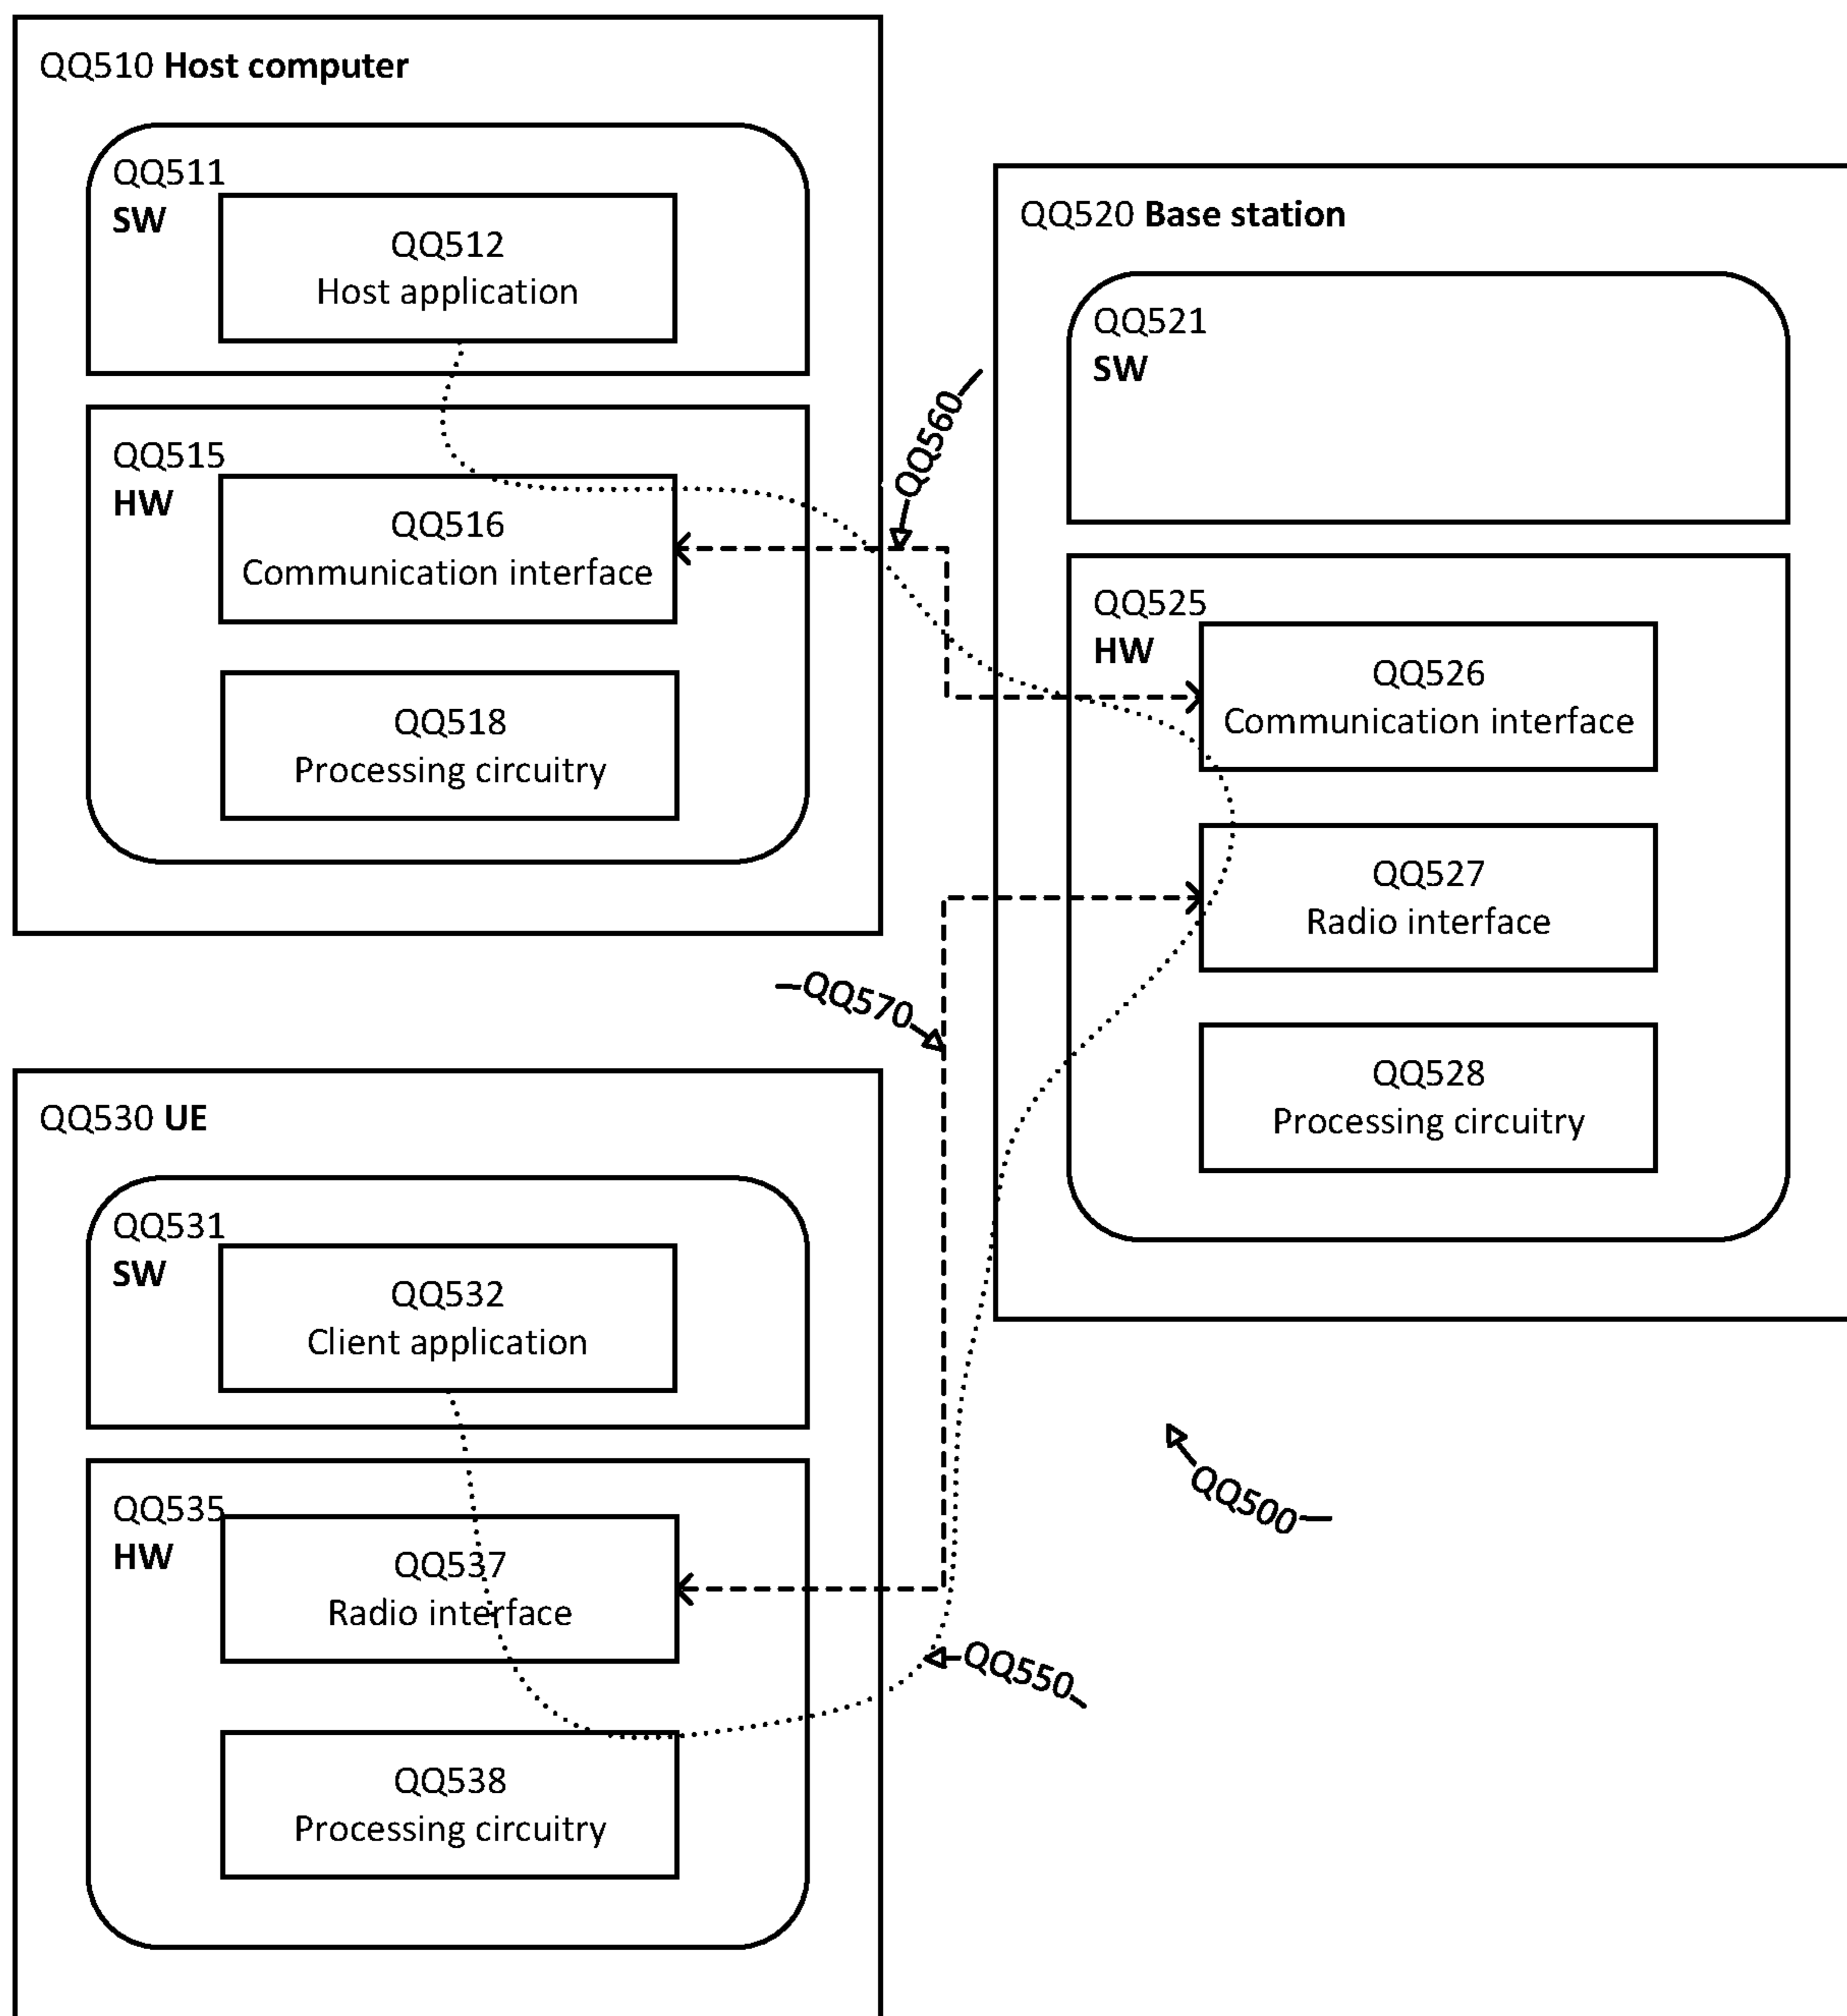 QQ510 Host computer
QQ511
SW
QQ512
Host application
QQ515
HW
QQ516
Communication interface
QQ518
Processing circuitry
QQ560
QQ520 Base station
QQ521
SW
QQ525
HW
QQ526
Communication interface
QQ527
Radio interface
QQ528
Processing circuitry
QQ570
QQ530 UE
QQ531
SW
QQ532
Client application
QQ535
HW
QQ537
Radio interface
QQ538
Processing circuitry
QQ500
QQ550